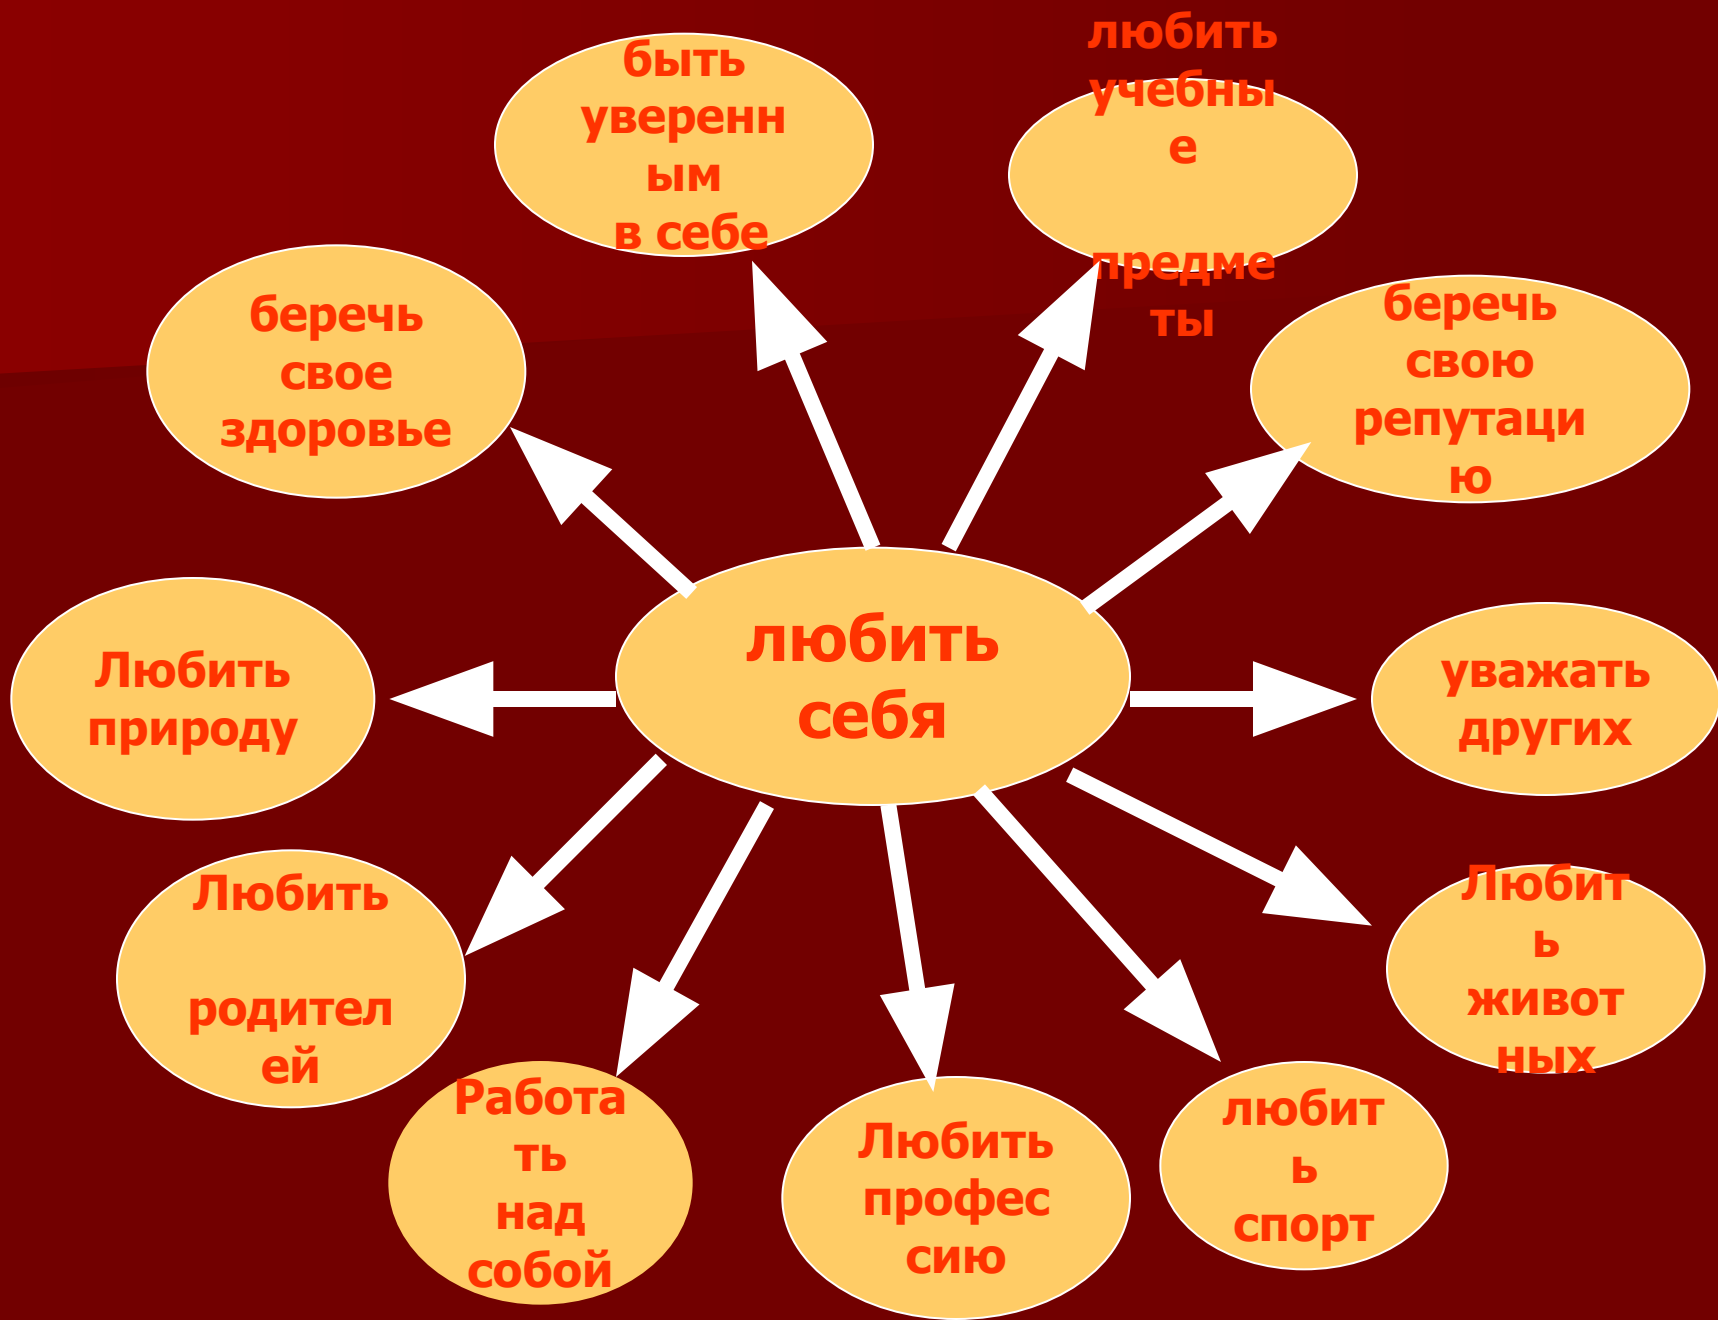 любить
учебны
е
предме
ты
быть
уверенн
ым
в себе
беречь
свое
здоровье
беречь
свою
репутаци
ю
любить
себя
Любить
природу
уважать
других
Любить
родител
ей
Любит
ь
живот
ных
Работа
ть
над
собой
Любить
профес
сию
любит
ь
спорт